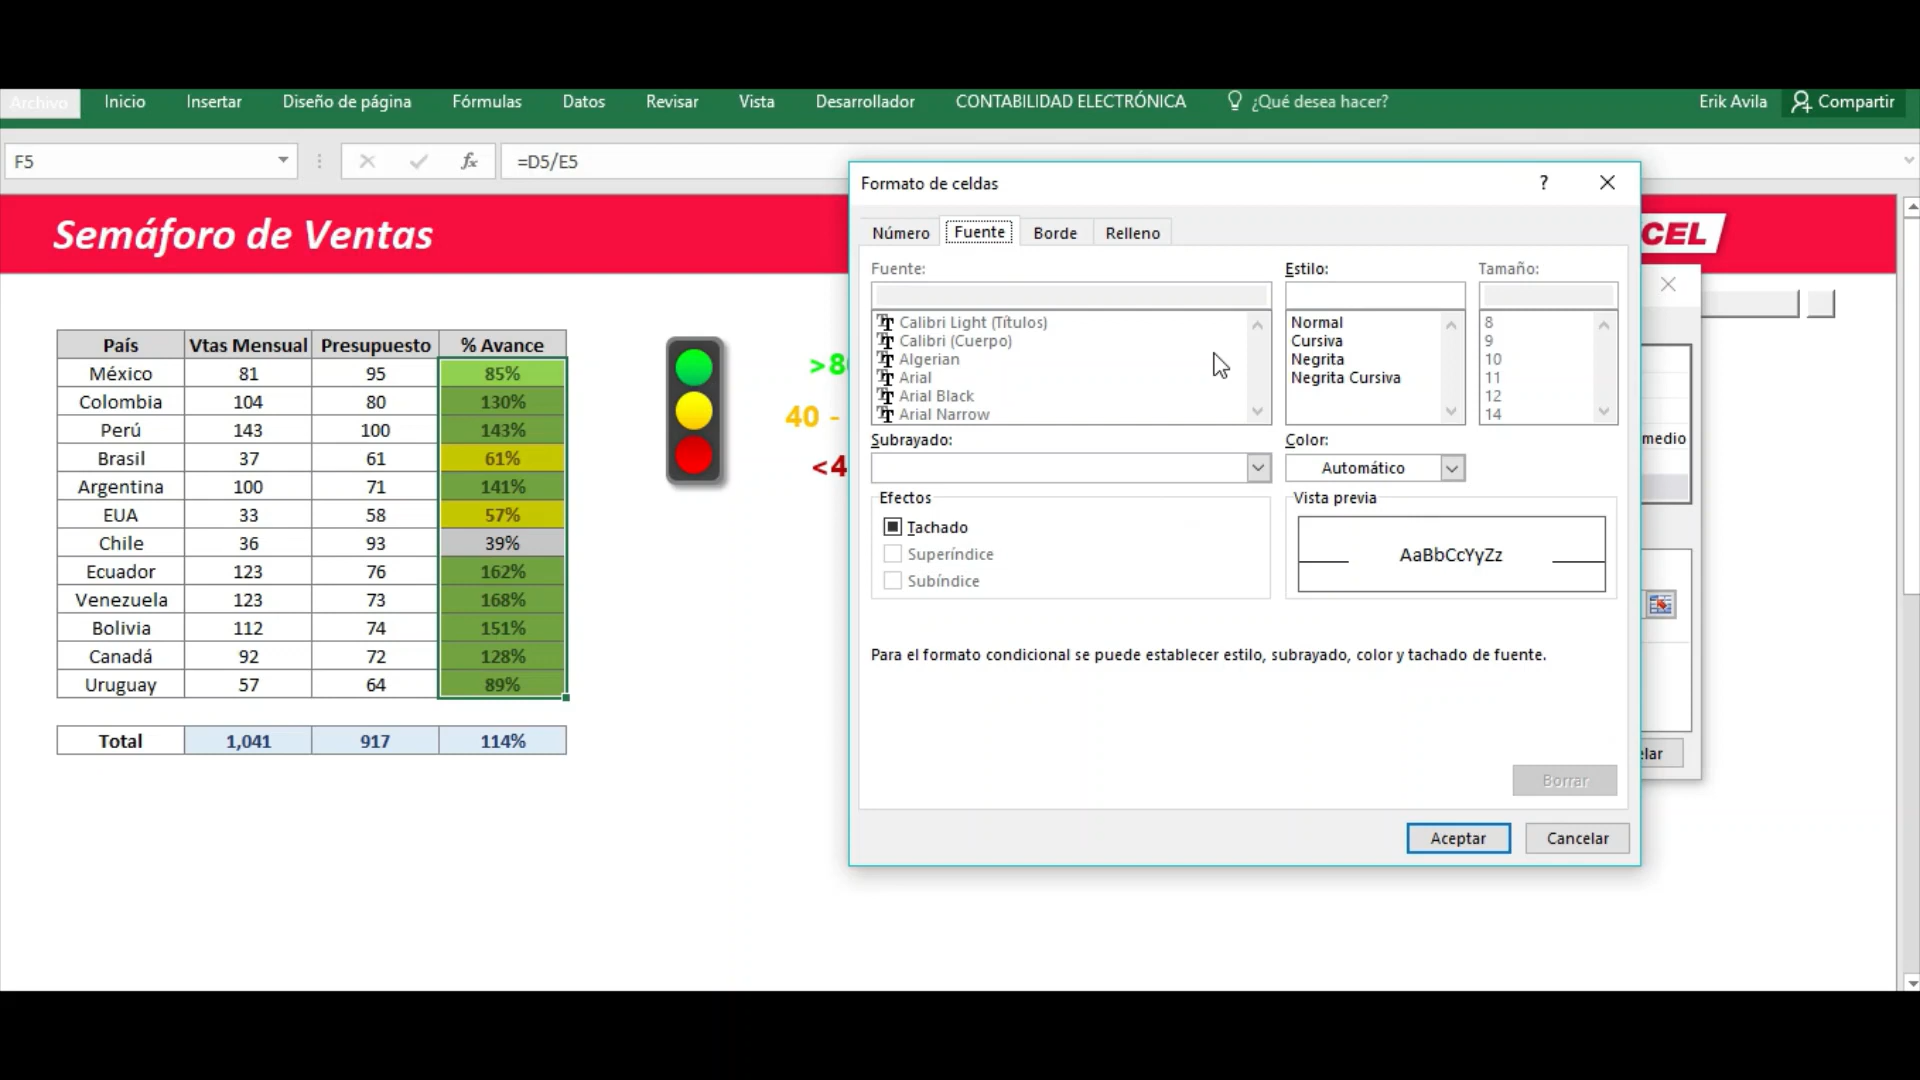 Archivo Inicio Insertar Diseño de página Fórmulas Datos Revisar Vista Desarrollador CONTABILIDAD ELECTRÓNICA ¿Qué desea hacer? Erik Avila Compartir
F5 fx =D5/E5
Semáforo de Ventas
CEL
País Vtas Mensual Presupuesto % Avance
México 81 95 85%
Colombia 104 80 130%
Perú 143 100 143%
Brasil 37 61 61%
Argentina 100 71 141%
EUA 33 58 57%
Chile 36 93 39%
Ecuador 123 76 162%
Venezuela 123 73 168%
Bolivia 112 74 151%
Canadá 92 72 128%
Uruguay 57 64 89%
Total 1,041 917 114%
>8
40 -
<4
Formato de celdas ?
Número Fuente Borde Relleno
Fuente: Estilo: Tamaño:
Calibri Light (Títulos) Normal 8
Calibri (Cuerpo) Cursiva 9
Algerian Negrita 10
Arial Negrita Cursiva 11
Arial Black 12
Arial Narrow 14
Subrayado: Color:
Automático
Efectos Vista previa
Tachado
Superíndice AaBbCcYyZz
Subíndice
Para el formato condicional se puede establecer estilo, subrayado, color y tachado de fuente.
Borrar
Aceptar Cancelar
medio
elar